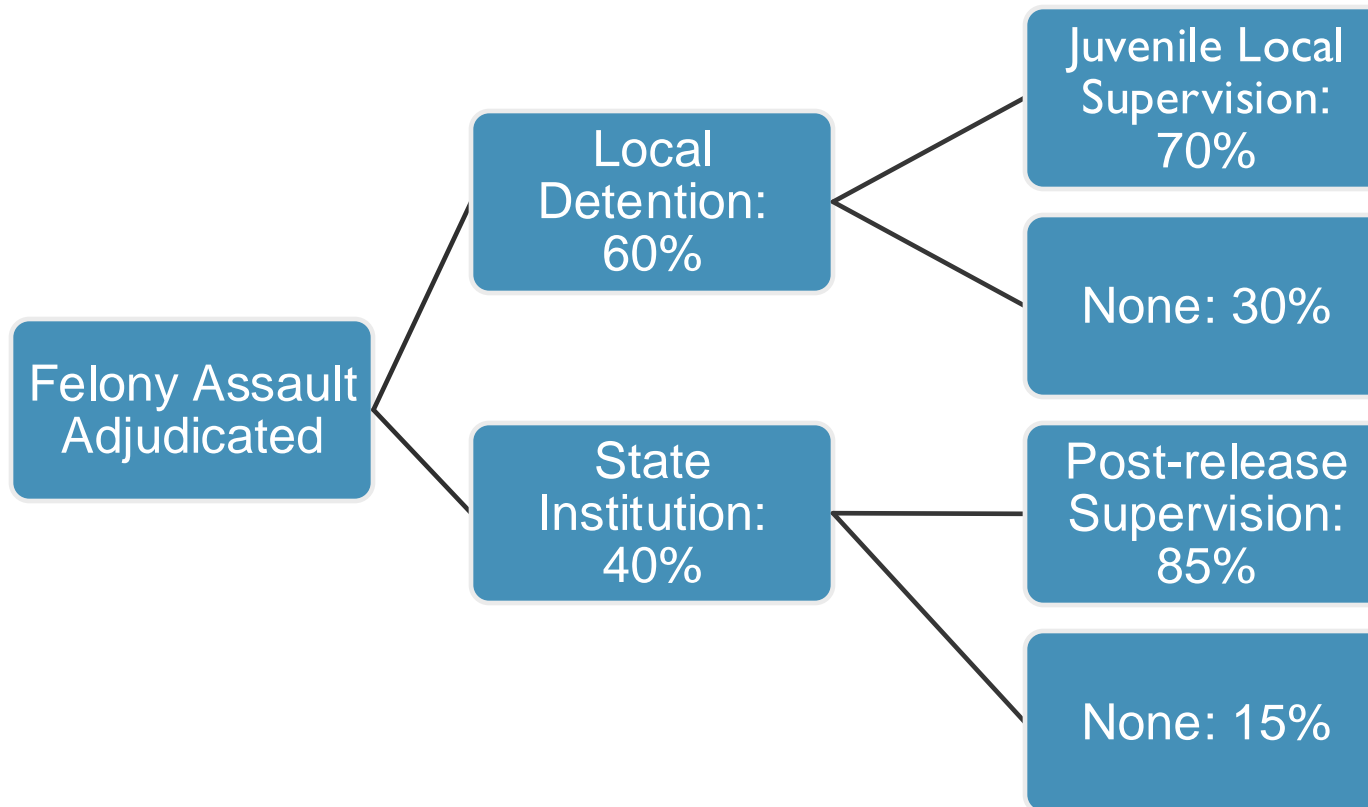 Felony Assault
Adjudicated
Local
Detention:
60%
Juvenile Local
Supervision:
70%
None: 30%
State
Institution:
40%
Post-release
Supervision:
85%
None: 15%